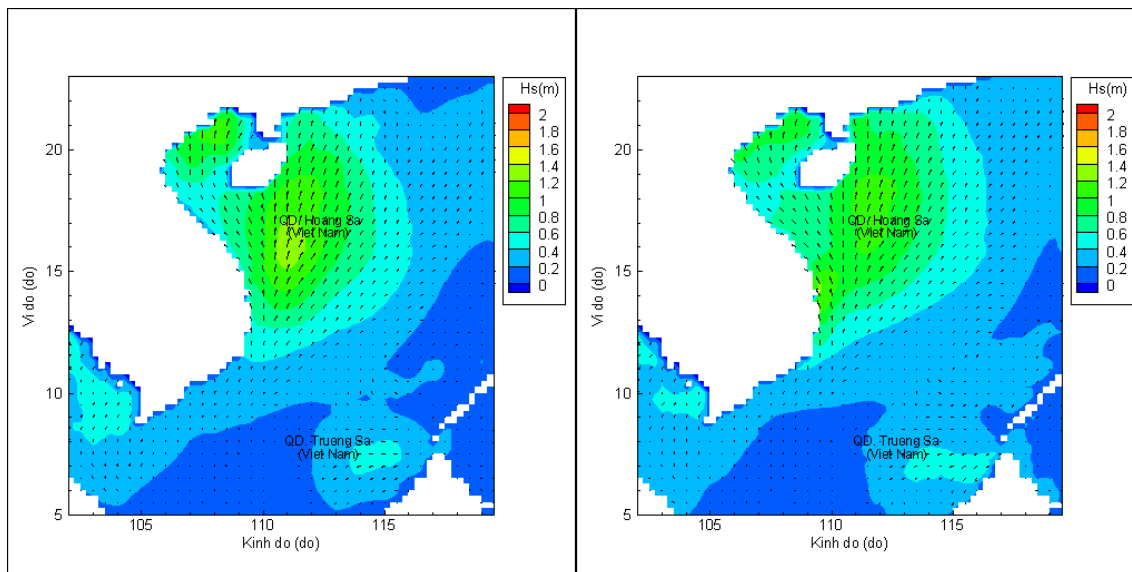 Hs(m)
2
1.8
1.6
1.4
1.2
1
0.8
0.6
0.4
0.2
0
20
15
10
5
105
110
115
Vi do (do)
Kinh do (do)
QD. Hoang Sa
(Viet Nam)
QD. Truong Sa
(Viet Nam)
Hs(m)
2
1.8
1.6
1.4
1.2
1
0.8
0.6
0.4
0.2
0
20
15
10
5
105
110
115
Vi do (do)
Kinh do (do)
QD. Hoang Sa
(Viet Nam)
QD. Truong Sa
(Viet Nam)